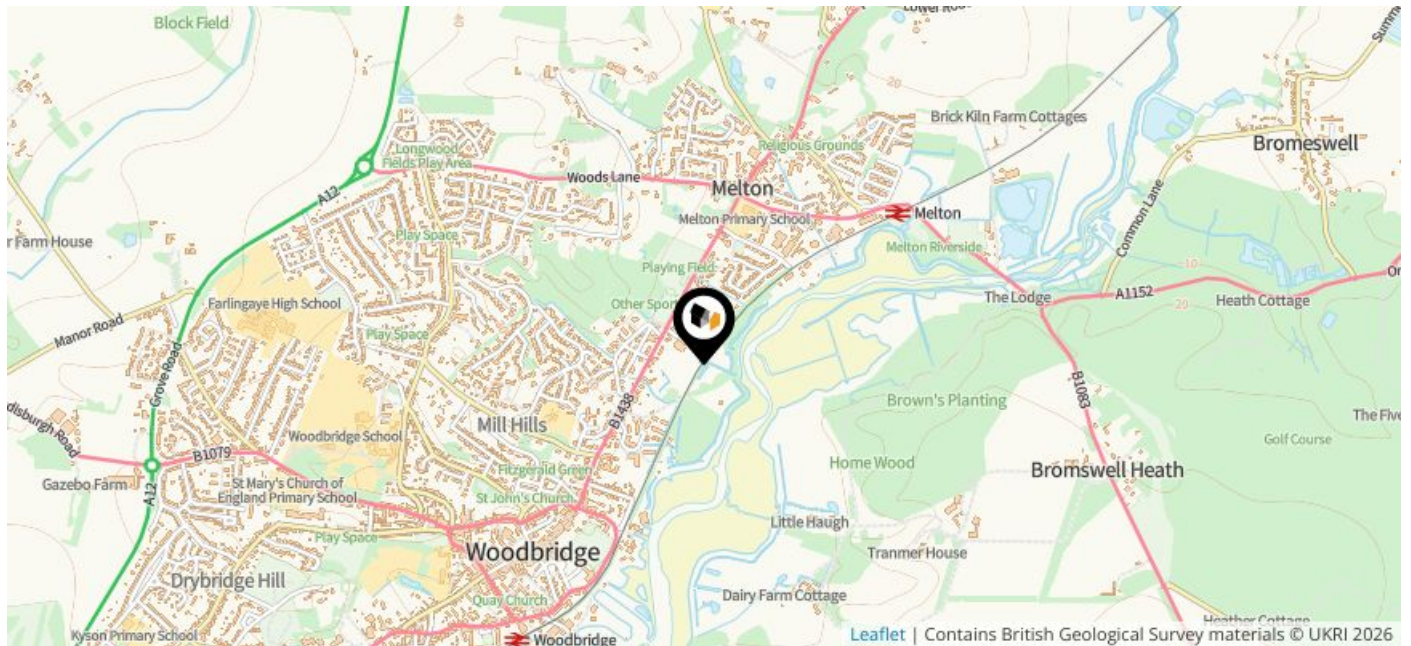 Block Field
Lower Road
Summe
A12
Longwood
Fields Play Area
Woods Lane
Religious Grounds
Brick Kiln Farm Cottages
Bromeswell
Melton
Melton Primary School
Melton
r Farm House
Play Space
Melton Riverside
Common Lane
Playing Field
Farlingaye High School
Other Spor
The Lodge
A1152
10
20
20
Heath Cottage
Or
Manor Road
Play Space
Grove Road
B1438
B1083
Brown's Planting
The Five
disburgh Road
Mill Hills
Woodbridge School
Golf Course
B1079
Fitzgerald Green
Home Wood
Bromswell Heath
Gazebo Farm
St Mary's Church of
England Primary School
St John's Church
A12
Play Space
Little Haugh
Woodbridge
Tranmer House
Drybridge Hill
Dairy Farm Cottage
Quay Church
Kyson Primary School
Woodbridge
Heather Cottage
Leaflet | Contains British Geological Survey materials © UKRI 2026